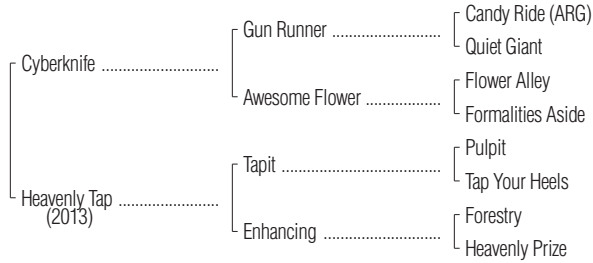 Candy Ride (ARG)
Gun Runner ........................
Quiet Giant
Cyberknife ..........................
Flower Alley
Awesome Flower .................
Formalities Aside
Pulpit
Tapit ...................................
Tap Your Heels
Heavenly Tap ......................
(2013)
Forestry
Enhancing ..........................
Heavenly Prize